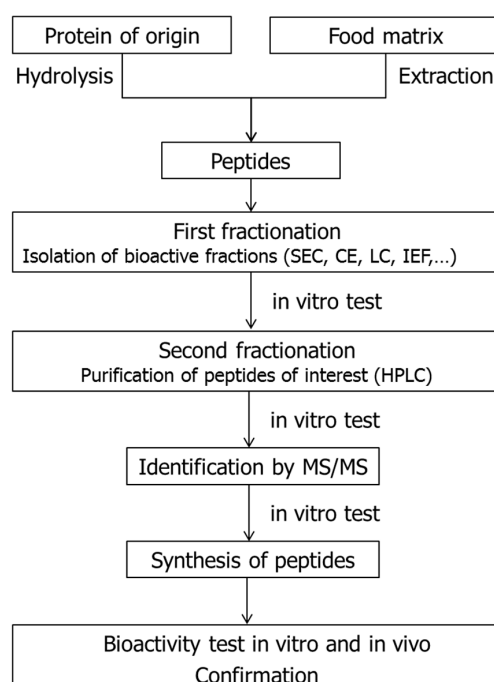 Protein of origin
Food matrix
Hydrolysis
Extraction
Peptides
First fractionation
Isolation of bioactive fractions (SEC, CE, LC, IEF,...)
in vitro test
Second fractionation
Purification of peptides of interest (HPLC)
in vitro test
Identification by MS/MS
in vitro test
Synthesis of peptides
Bioactivity test in vitro and in vivo
Confirmation